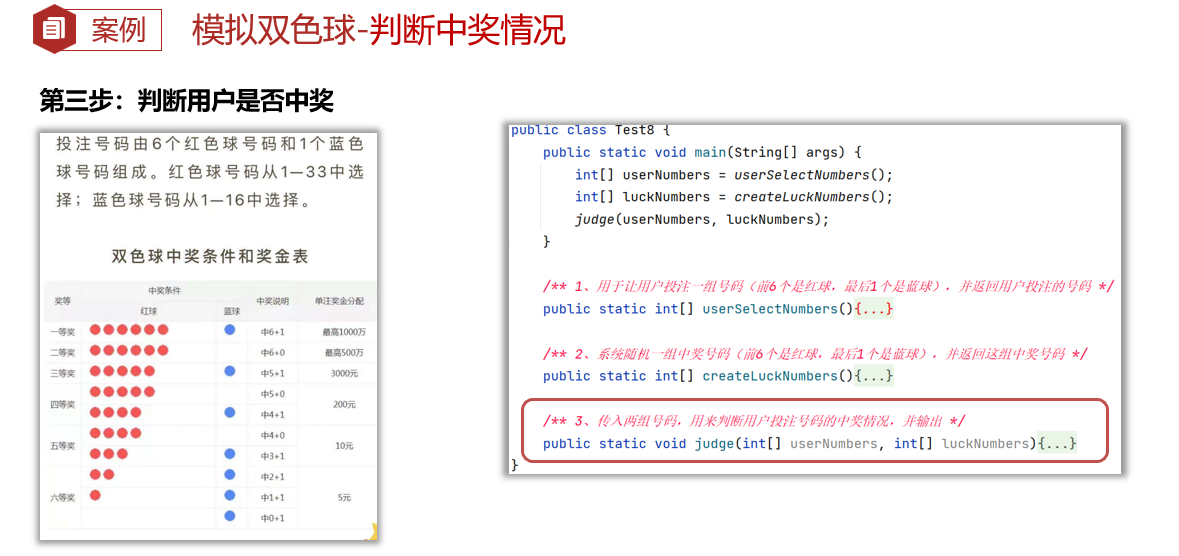 案例
模拟双色球-判断中奖情况
第三步：判断用户是否中奖
投注号码由6个红色球号码和1个蓝色
球号码组成。红色球号码从1—33中选
择；蓝色球号码从1—16中选择。
双色球中奖条件和奖金表
奖等 中奖条件 中奖说明 单注奖金分配
红球 蓝球
一等奖 中6+1 最高1000万
二等奖 中6+0 最高500万
三等奖 中5+1 3000元
四等奖 中5+0 200元
中4+1
五等奖 中4+0 10元
中3+1
六等奖 中2+1 5元
中1+1
中0+1
public class Test8 {
public static void main(String[] args) {
int[] userNumbers = userSelectNumbers();
int[] luckNumbers = createLuckNumbers();
judge(userNumbers, luckNumbers);
}
/** 1、用于让用户投注一组号码（前6个是红球，最后1个是蓝球），并返回用户投注的号码 */
public static int[] userSelectNumbers(){...}
/** 2、系统随机一组中奖号码（前6个是红球，最后1个是蓝球），并返回这组中奖号码 */
public static int[] createLuckNumbers(){...}
/** 3、传入两组号码，用来判断用户投注号码的中奖情况，并输出 */
public static void judge(int[] userNumbers, int[] luckNumbers){...}
}